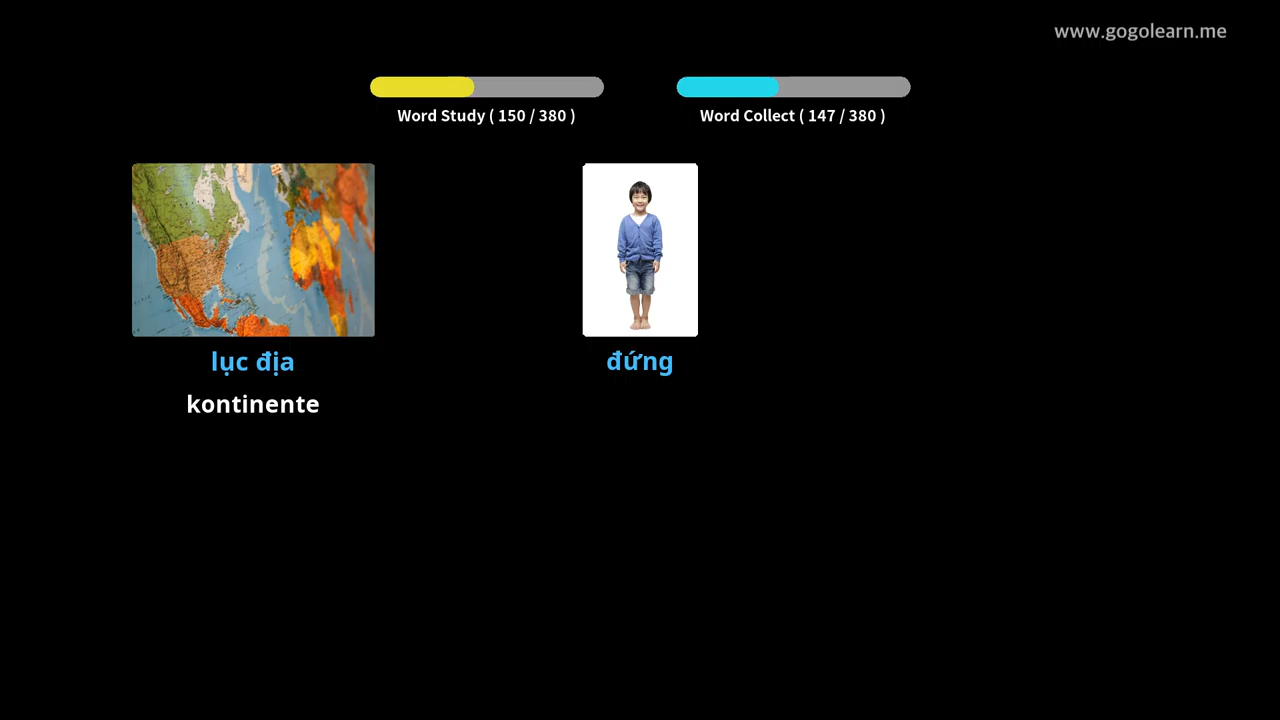 www.gogolearn.me
Word Study ( 150 / 380 )
Word Collect ( 147 / 380 )
lục địa
đứng
kontinente